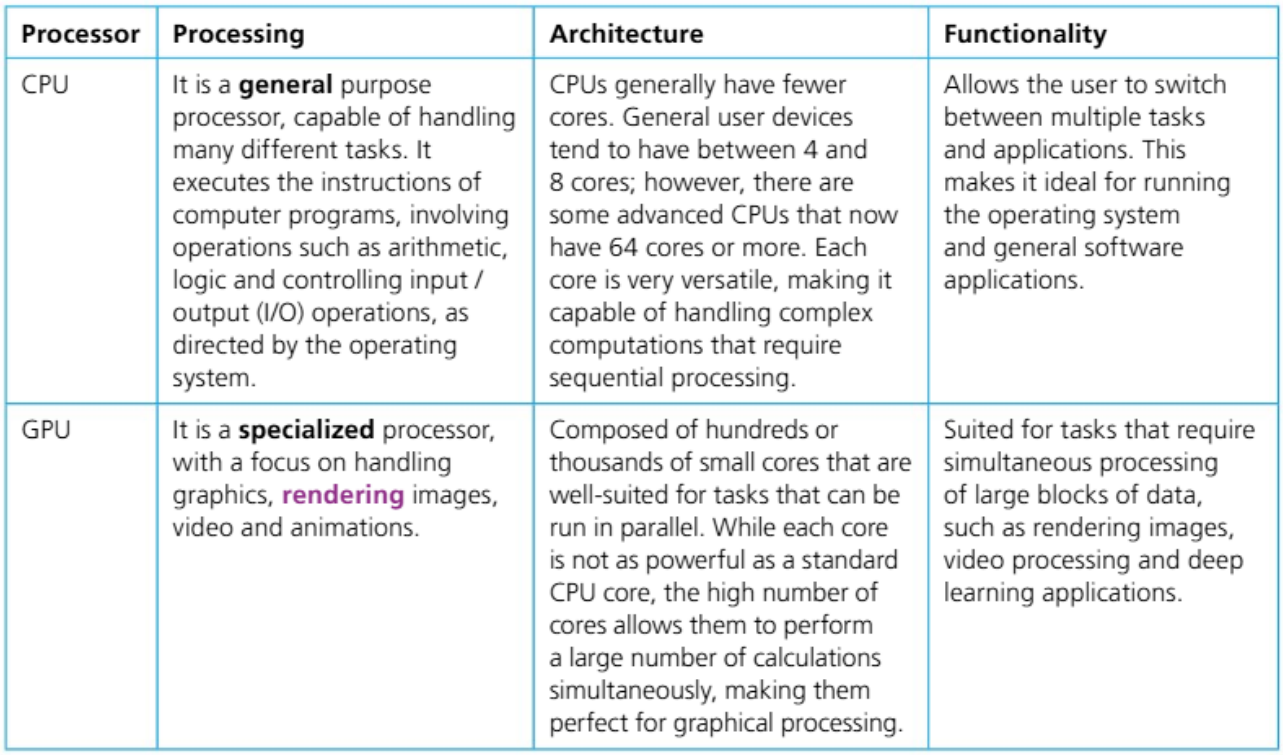 Processor
Processing
Architecture
Functionality
CPU
It is a general purpose
processor, capable of handling
many different tasks. It
executes the instructions of
computer programs, involving
operations such as arithmetic,
logic and controlling input /
output (I/O) operations, as
directed by the operating
system.
CPUs generally have fewer
cores. General user devices
tend to have between 4 and
8 cores; however, there are
some advanced CPUs that now
have 64 cores or more. Each
core is very versatile, making it
capable of handling complex
computations that require
sequential processing.
Allows the user to switch
between multiple tasks
and applications. This
makes it ideal for running
the operating system
and general software
applications.
GPU
It is a specialized processor,
with a focus on handling
graphics, rendering images,
video and animations.
Composed of hundreds or
thousands of small cores that are
well-suited for tasks that can be
run in parallel. While each core
is not as powerful as a standard
CPU core, the high number of
cores allows them to perform
a large number of calculations
simultaneously, making them
perfect for graphical processing.
Suited for tasks that require
simultaneous processing
of large blocks of data,
such as rendering images,
video processing and deep
learning applications.